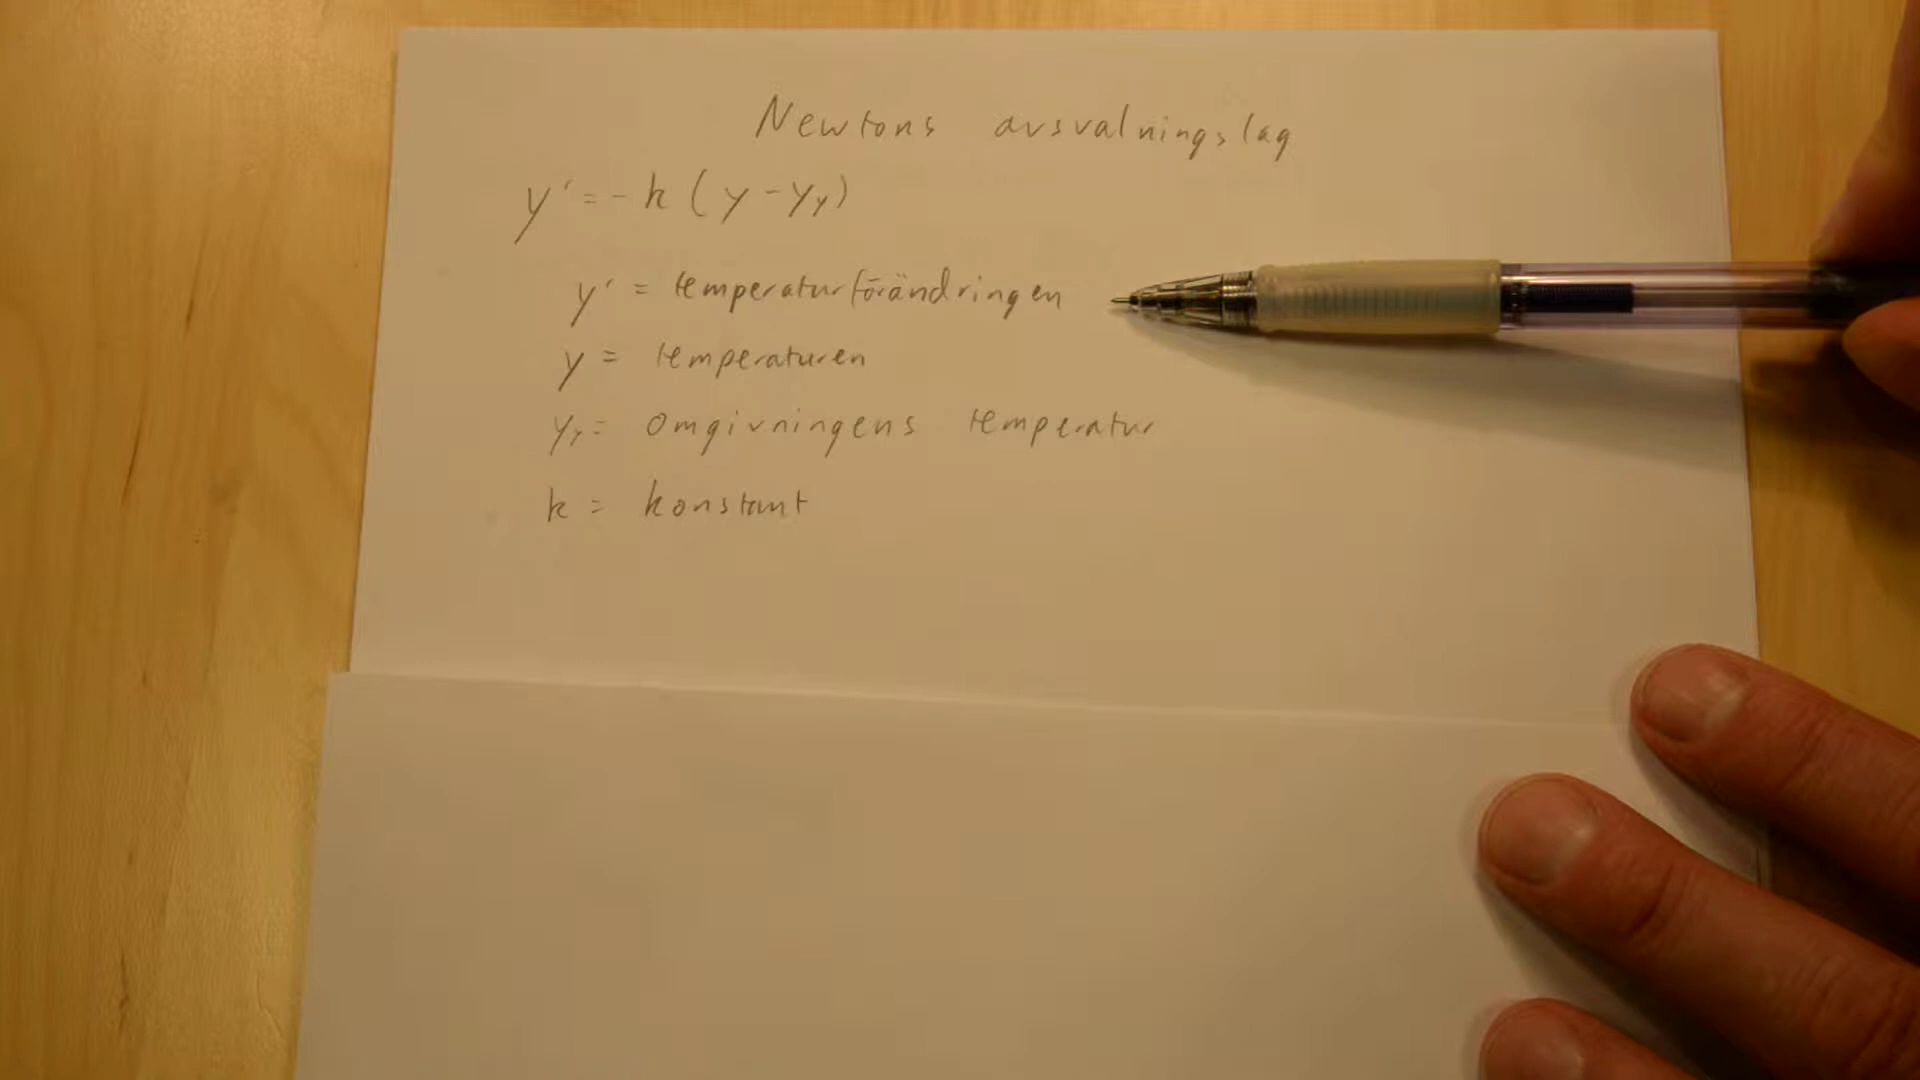 Newtons avsvalningslag
y' = -k (y - yy)
y' = temperaturförändringen
y = temperaturen
yy = omgivningens temperatur
k = konstant